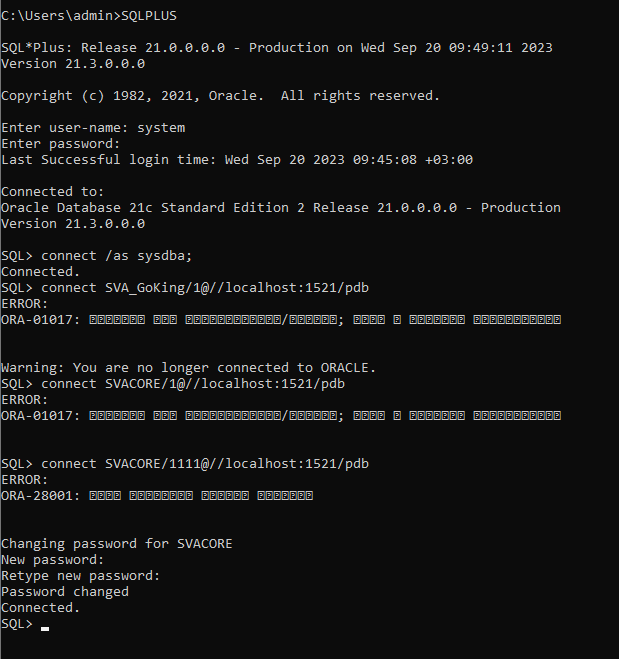 C:\Users\admin>SQLPLUS
SQL*Plus: Release 21.0.0.0.0 - Production on Wed Sep 20 09:49:11 2023
Version 21.3.0.0.0
Copyright (c) 1982, 2021, Oracle.  All rights reserved.
Enter user-name: system
Enter password:
Last Successful login time: Wed Sep 20 2023 09:45:08 +03:00
Connected to:
Oracle Database 21c Standard Edition 2 Release 21.0.0.0.0 - Production
Version 21.3.0.0.0
SQL> connect /as sysdba;
Connected.
SQL> connect SVA_GoKing/1@//localhost:1521/pdb
ERROR:
ORA-01017: / ;
Warning: You are no longer connected to ORACLE.
SQL> connect SVACORE/1@//localhost:1521/pdb
ERROR:
ORA-01017: / ;
SQL> connect SVACORE/1111@//localhost:1521/pdb
ERROR:
ORA-28001:
Changing password for SVACORE
New password:
Retype new password:
Password changed
Connected.
SQL>